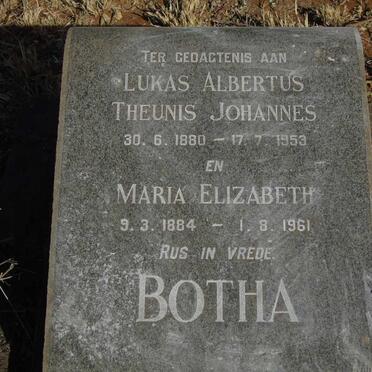 TER GEDACTENIS AAN
LUKAS ALBERTUS
THEUNIS JOHANNES
30. 6. 1880 – 17. 7. 1953
EN
MARIA ELIZABETH
9. 3. 1884 – 1. 8. 1961
RUS IN VREDE.
BOTHA